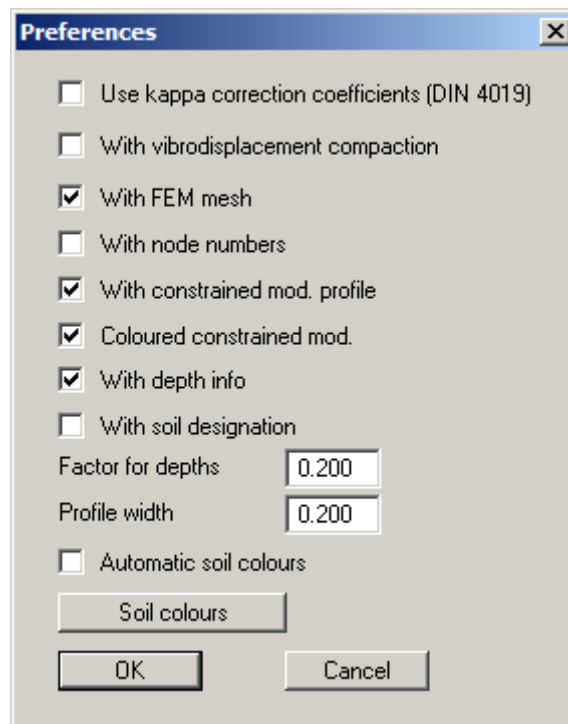 Preferences
Use kappa correction coefficients (DIN 4019)
With vibrodisplacement compaction
With FEM mesh
With node numbers
With constrained mod. profile
Coloured constrained mod.
With depth info
With soil designation
Factor for depths 0.200
Profile width 0.200
Automatic soil colours
Soil colours
OK Cancel